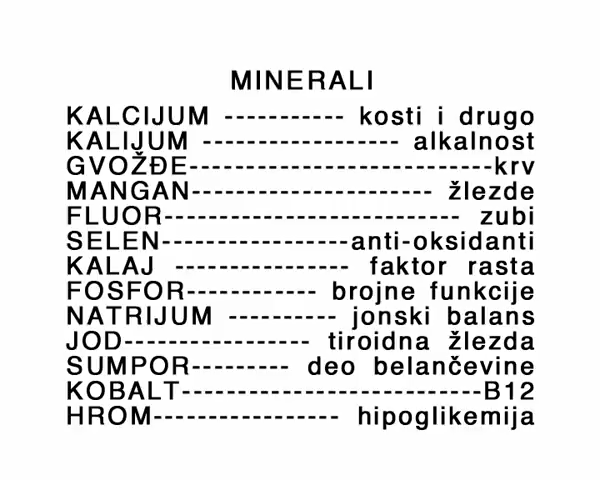 MINERALI
KALCIJUM ----------- kosti i drugo
KALIJUM ------------------ alkalnost
GVOŽĐE----------------------------krv
MANGAN---------------------- žlezde
FLUOR--------------------------- zubi
SELEN-----------------anti-oksidanti
KALAJ ---------------- faktor rasta
FOSFOR------------ brojne funkcije
NATRIJUM ---------- jonski balans
JOD----------------- tiroidna žlezda
SUMPOR--------- deo belančevine
KOBALT----------------------------B12
HROM----------------- hipoglikemija